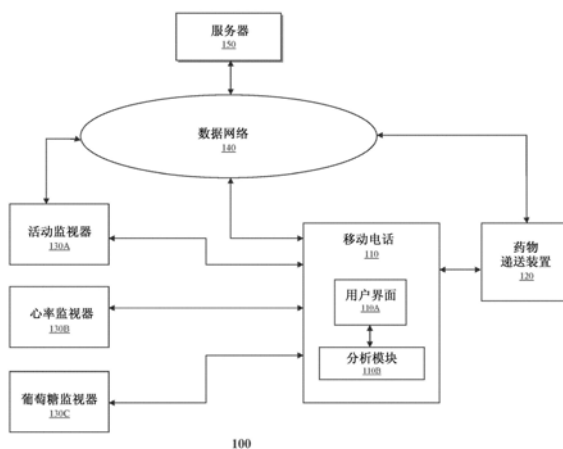 服务器
150
数据网络
140
活动监视器
130A
移动电话
110
药物
递送装置
120
用户界面
110A
心率监视器
130B
分析模块
110B
葡萄糖监视器
130C
100